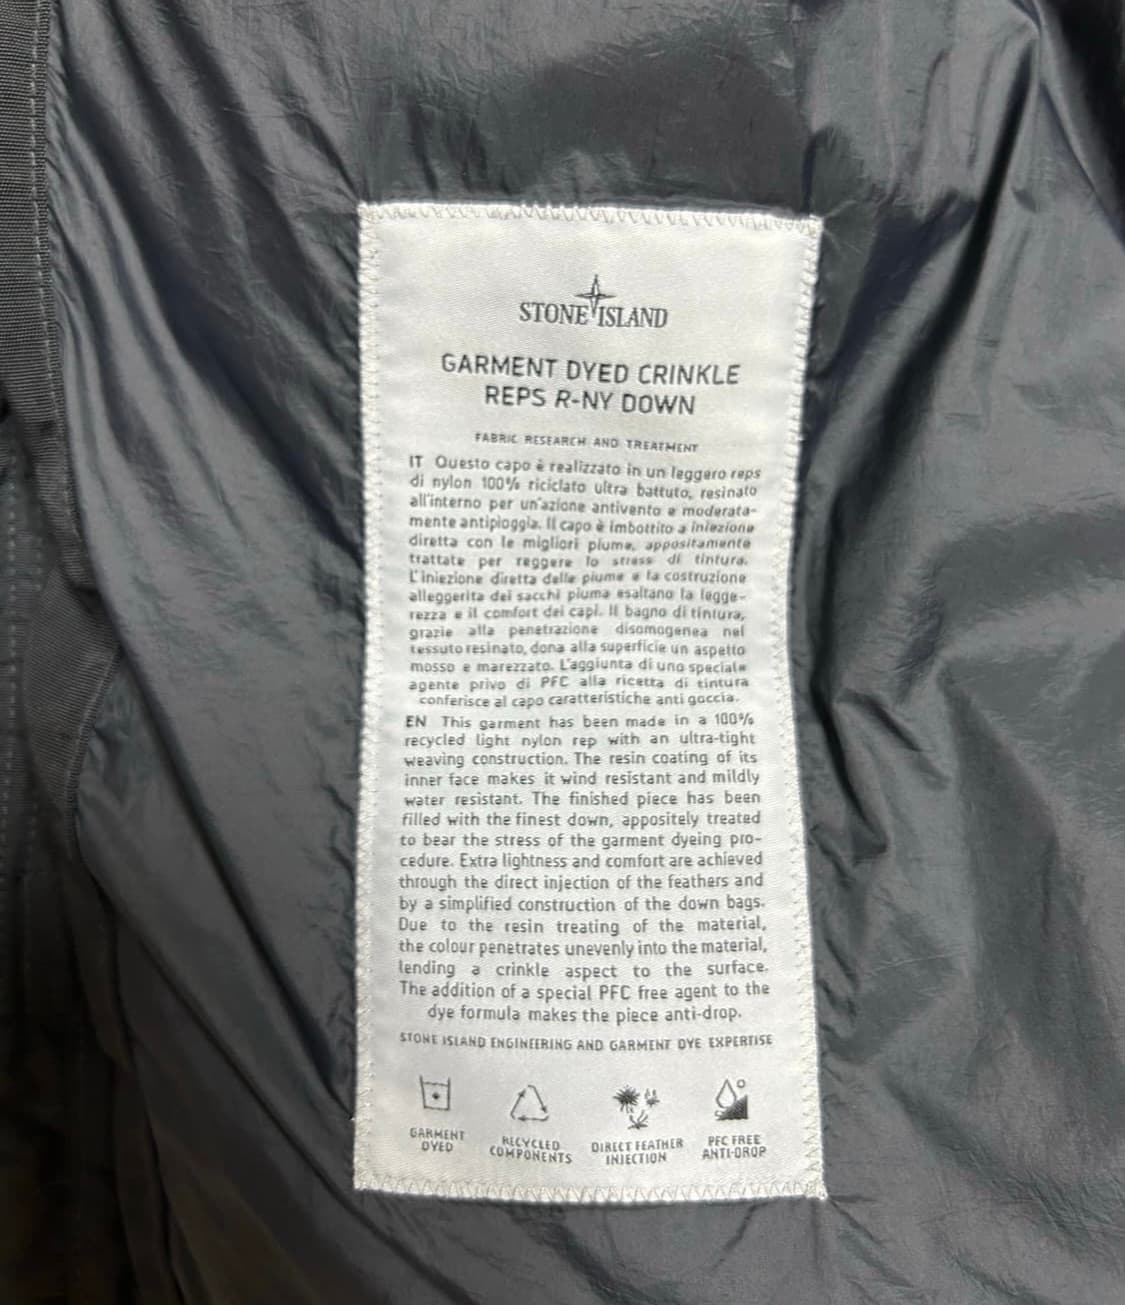 STONE ISLAND
GARMENT DYED CRINKLE
REPS R-NY DOWN
FABRIC RESEARCH AND TREATMENT
IT Questo capo è realizzato in un leggero reps
di nylon 100% riciclato ultra battuto, resinato
all'interno per un'azione antivento e moderata-
mente antipioggia. Il capo è imbottito a iniezione
diretta con le migliori piume, appositamente
trattate per reggere lo stress di tintura.
L'iniezione diretta delle piume e la costruzione
alleggerita dei sacchi piuma esaltano la legge-
rezza e il comfort dei capi. Il bagno di tintura,
grazie alla penetrazione disomogenea nel
tessuto resinato, dona alla superficie un aspetto
mosso e marezzato. L'aggiunta di uno speciale
agente privo di PFC alla ricetta di tintura
conferisce al capo caratteristiche anti goccia.
EN This garment has been made in a 100%
recycled light nylon rep with an ultra-tight
weaving construction. The resin coating of its
inner face makes it wind resistant and mildly
water resistant. The finished piece has been
filled with the finest down, appositely treated
to bear the stress of the garment dyeing pro-
cedure. Extra lightness and comfort are achieved
through the direct injection of the feathers and
by a simplified construction of the down bags.
Due to the resin treating of the material,
the colour penetrates unevenly into the material,
lending a crinkle aspect to the surface.
The addition of a special PFC free agent to the
dye formula makes the piece anti-drop.
STONE ISLAND ENGINEERING AND GARMENT DYE EXPERTISE
GARMENT
DYED
RECYCLED
COMPONENTS
DIRECT FEATHER
INJECTION
PFC FREE
ANTI-DROP